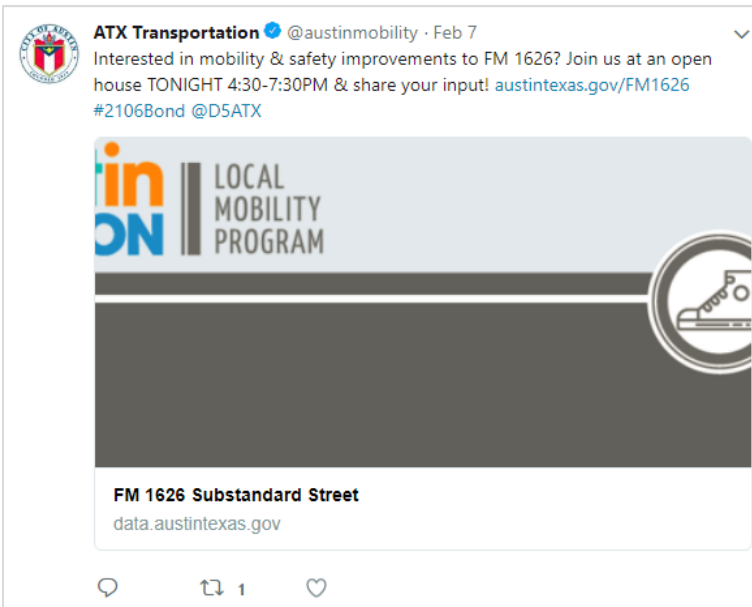 ATX Transportation @austinmobility · Feb 7
Interested in mobility & safety improvements to FM 1626? Join us at an open
house TONIGHT 4:30-7:30PM & share your input! austintexas.gov/FM1626
#2106Bond @D5ATX
in
ON
LOCAL
MOBILITY
PROGRAM
FM 1626 Substandard Street
data.austintexas.gov
1